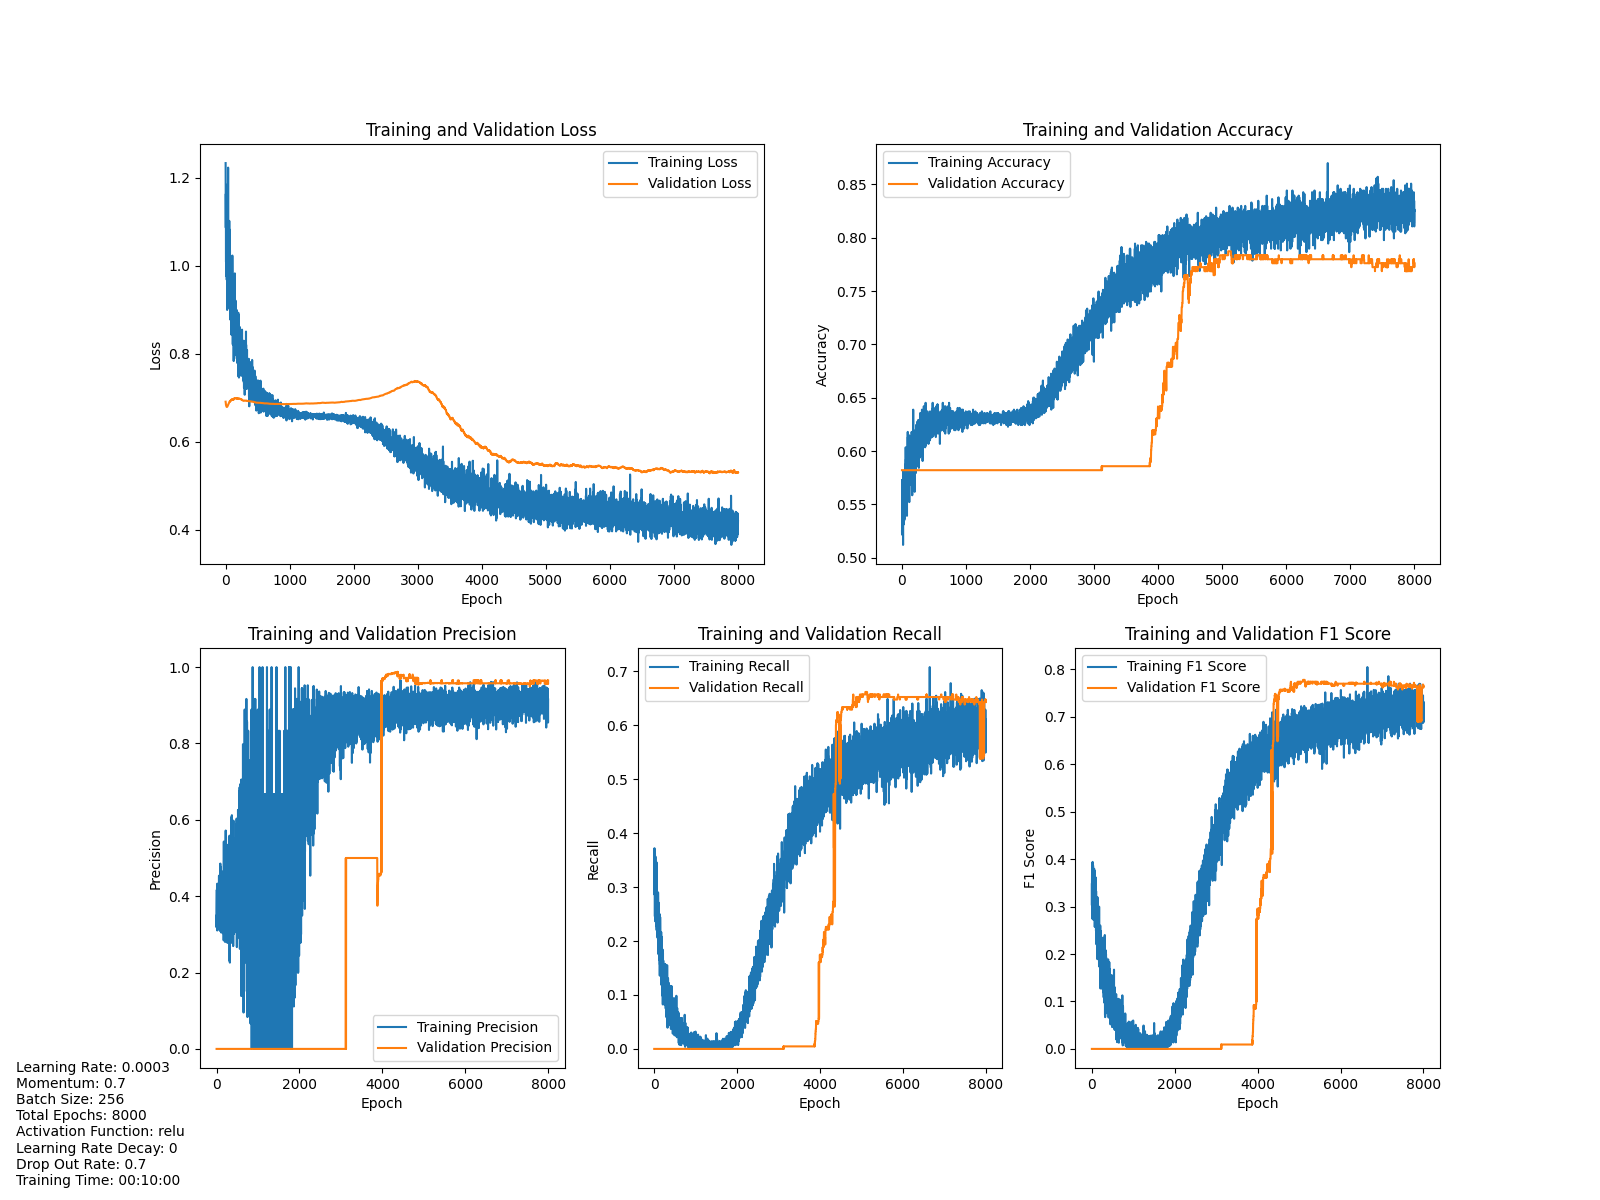 Training and Validation Loss
Training Loss
Validation Loss
1.2
1.0
0.8
0.6
0.4
Loss
0 1000 2000 3000 4000 5000 6000 7000 8000
Epoch
Training and Validation Accuracy
Training Accuracy
Validation Accuracy
0.85
0.80
0.75
0.70
0.65
0.60
0.55
0.50
Accuracy
0 1000 2000 3000 4000 5000 6000 7000 8000
Epoch
Training and Validation Precision
1.0
0.8
0.6
0.4
0.2
0.0
Precision
Training Precision
Validation Precision
0 2000 4000 6000 8000
Epoch
Training and Validation Recall
Training Recall
Validation Recall
0.7
0.6
0.5
0.4
0.3
0.2
0.1
0.0
Recall
0 2000 4000 6000 8000
Epoch
Training and Validation F1 Score
Training F1 Score
Validation F1 Score
0.8
0.7
0.6
0.5
0.4
0.3
0.2
0.1
0.0
F1 Score
0 2000 4000 6000 8000
Epoch
Learning Rate: 0.0003
Momentum: 0.7
Batch Size: 256
Total Epochs: 8000
Activation Function: relu
Learning Rate Decay: 0
Drop Out Rate: 0.7
Training Time: 00:10:00